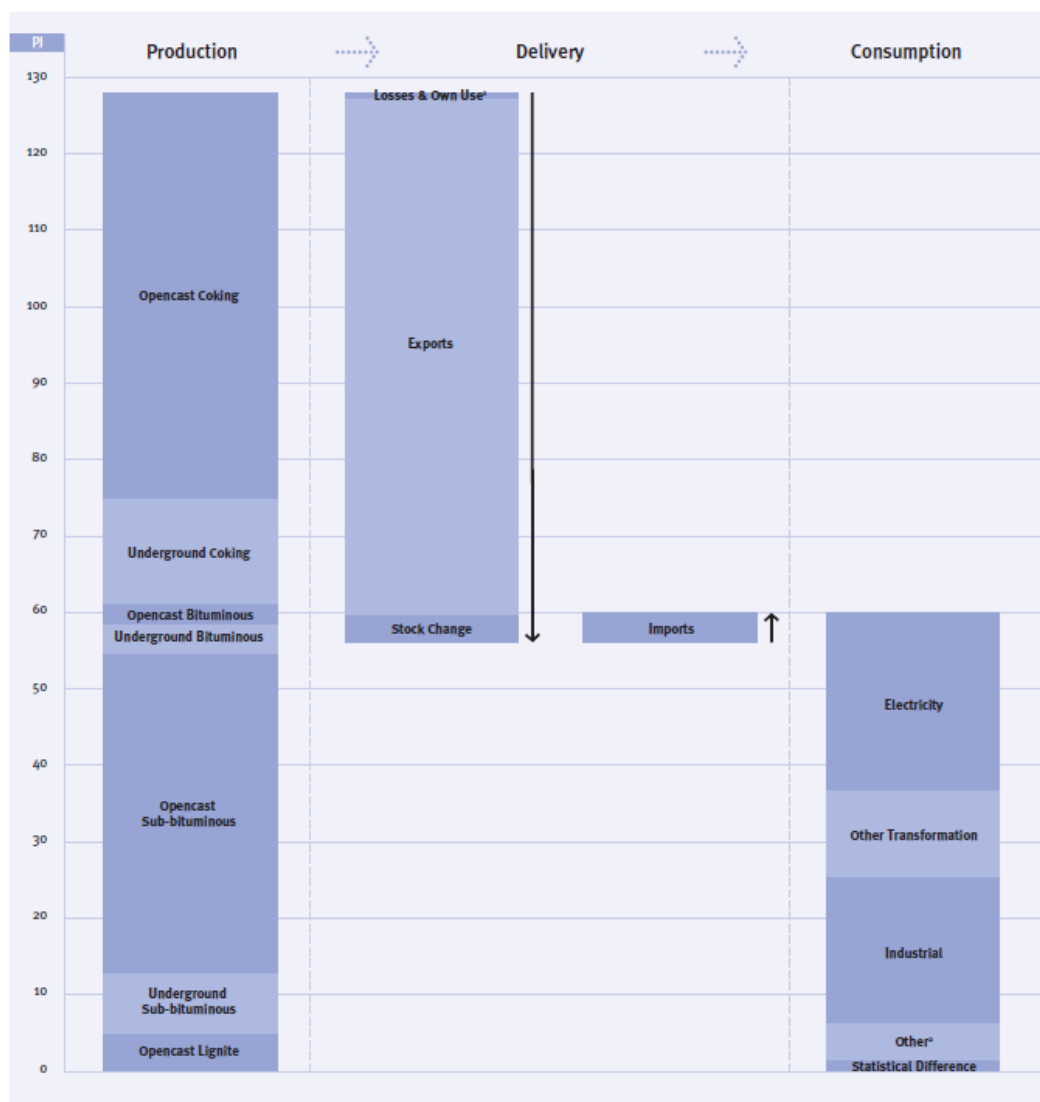 PJ
Production
Delivery
Consumption
130
120
110
100
90
80
70
60
50
40
30
20
10
0
Opencast Coking
Underground Coking
Opencast Bituminous
Underground Bituminous
Opencast
Sub-bituminous
Underground
Sub-bituminous
Opencast Lignite
Losses & Own Use¹
Exports
Stock Change
Imports
Electricity
Other Transformation
Industrial
Other²
Statistical Difference